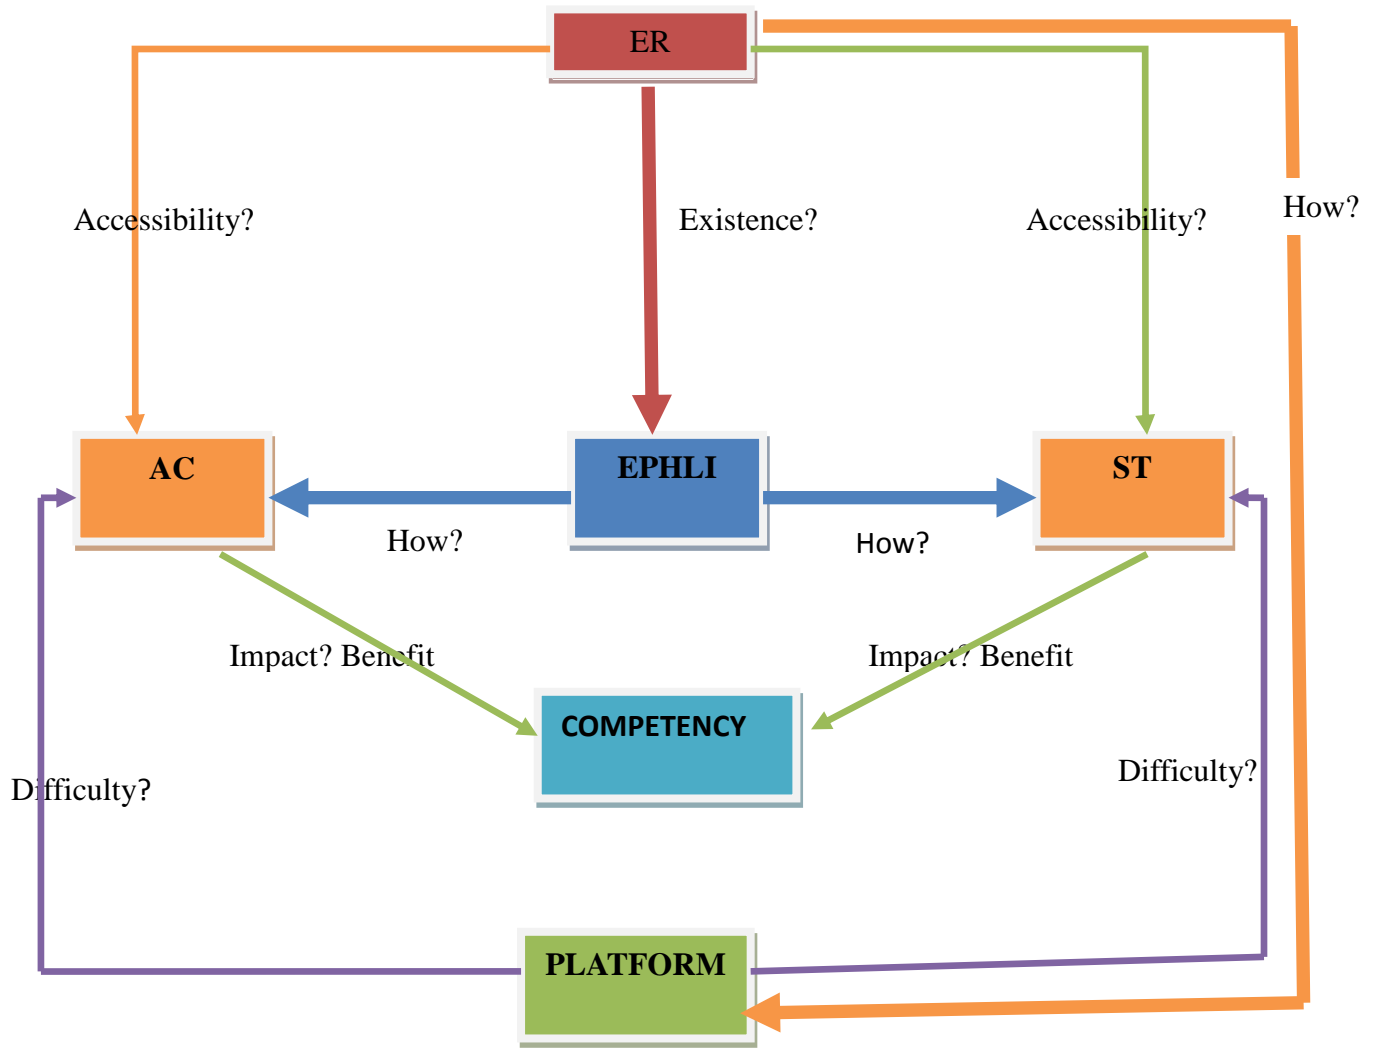 ER
How?
Accessibility?
Existence?
Accessibility?
AC
EPHLI
ST
How?
How?
Impact? Benefit
Impact? Benefit
COMPETENCY
Difficulty?
Difficulty?
PLATFORM